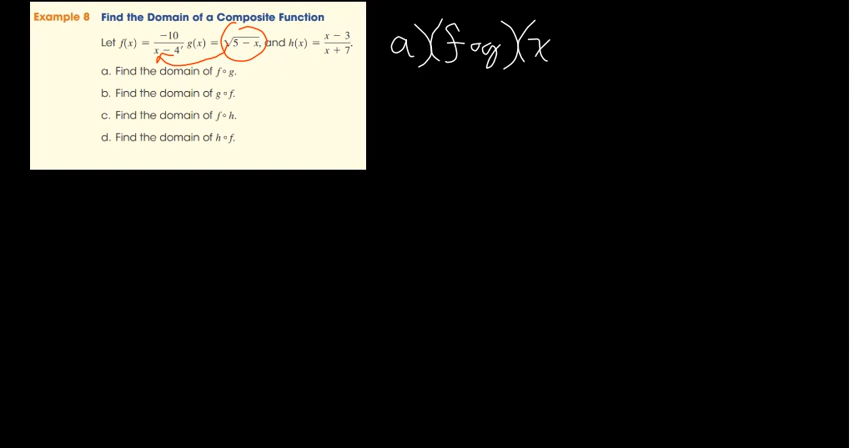 Example 8 Find the Domain of a Composite Function
Let f(x) = −10 / (x − 4), g(x) = √(5 − x), and h(x) = (x − 3) / (x + 7).
a. Find the domain of f ∘ g.
b. Find the domain of g ∘ f.
c. Find the domain of f ∘ h.
d. Find the domain of h ∘ f.
a)(f∘g)(x